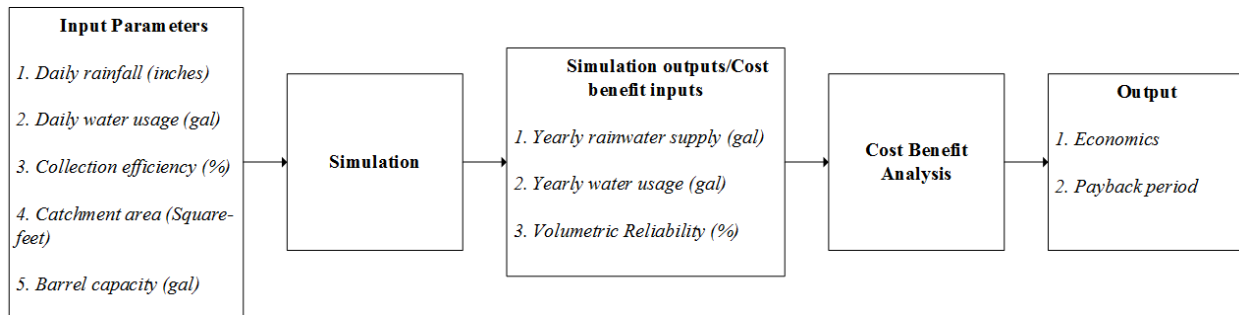 Input Parameters
1. Daily rainfall (inches)
2. Daily water usage (gal)
3. Collection efficiency (%)
4. Catchment area (Square-
feet)
5. Barrel capacity (gal)
Simulation
Simulation outputs/Cost
benefit inputs
1. Yearly rainwater supply (gal)
2. Yearly water usage (gal)
3. Volumetric Reliability (%)
Cost Benefit
Analysis
Output
1. Economics
2. Payback period